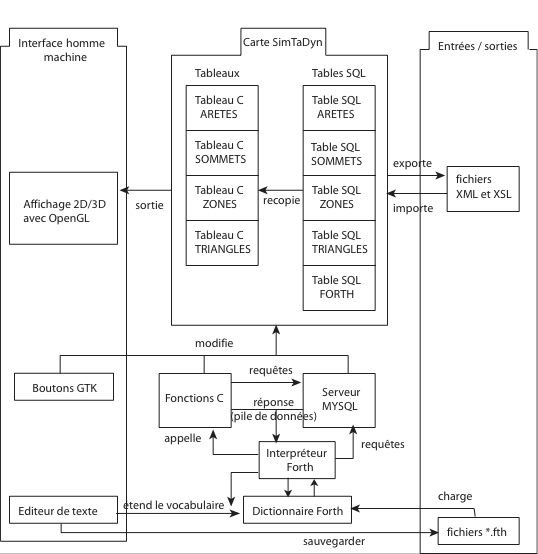 Interface homme
machine
Carte SimTaDyn
Entrées / sorties
Tableaux
Tables SQL
Tableau C
ARETES
Tableau C
SOMMETS
Tableau C
ZONES
Tableau C
TRIANGLES
Table SQL
ARETES
Table SQL
SOMMETS
Table SQL
ZONES
Table SQL
TRIANGLES
Table SQL
FORTH
Affichage 2D/3D
avec OpenGL
sortie
recopie
exporte
importe
fichiers
XML et XSL
modifie
Boutons GTK
Fonctions C
requêtes
réponse
(pile de données)
Serveur
MYSQL
appelle
requêtes
Interpréteur
Forth
Editeur de texte
étend le vocabulaire
Dictionnaire Forth
charge
fichiers *.fth
sauvegarder